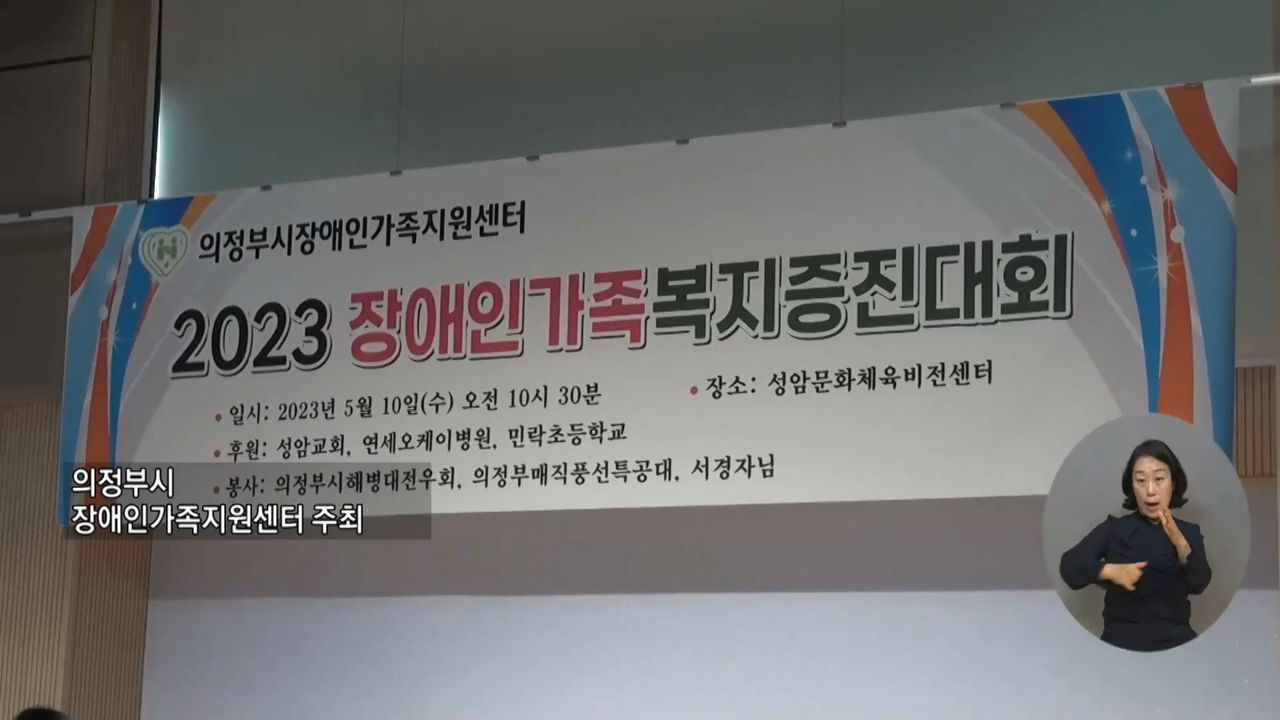 의정부시장애인가족지원센터
2023 장애인가족복지증진대회
• 일시: 2023년 5월 10일(수) 오전 10시 30분
• 장소: 성암문화체육비전센터
• 후원: 성암교회, 연세오케이병원, 민락초등학교
• 봉사: 의정부시해병대전우회, 의정부매직풍선특공대, 서경자님
의정부시
장애인가족지원센터 주최